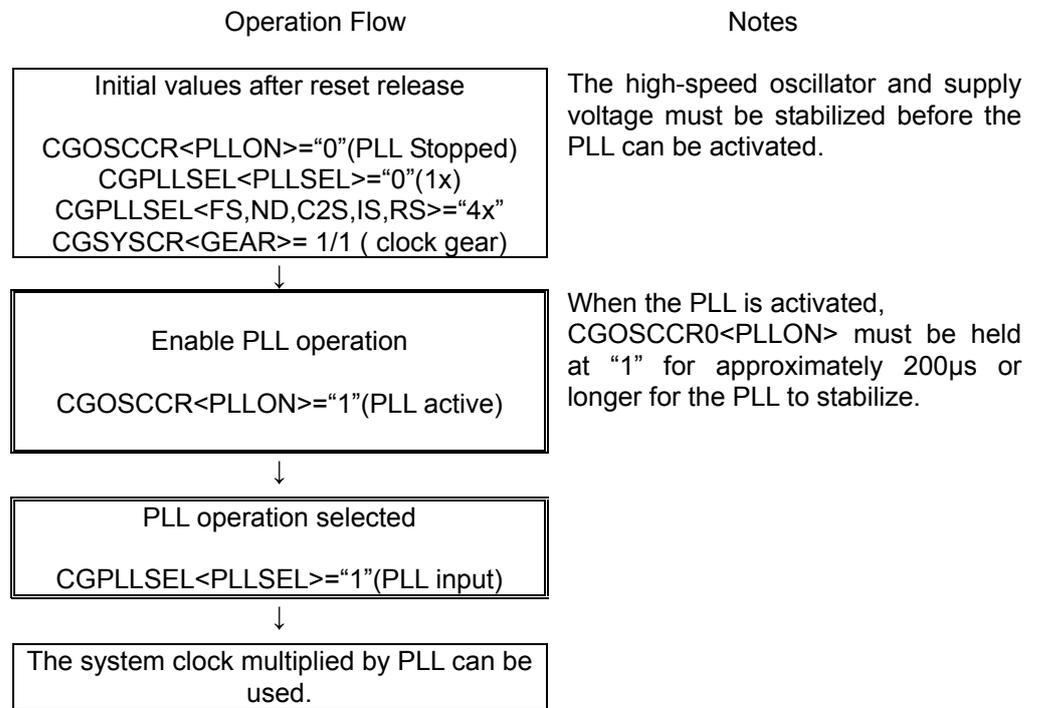 Operation Flow
Notes
Initial values after reset release
CGOSCCR<PLLON>=“0”(PLL Stopped)
CGPLLSEL<PLLSEL>=“0”(1x)
CGPLLSEL<FS,ND,C2S,IS,RS>=“4x”
CGSYSCR<GEAR>= 1/1 ( clock gear)
The high-speed oscillator and supply
voltage must be stabilized before the
PLL can be activated.
↓
Enable PLL operation
CGOSCCR<PLLON>=“1”(PLL active)
When the PLL is activated,
CGOSCCR0<PLLON> must be held
at “1” for approximately 200µs or
longer for the PLL to stabilize.
↓
PLL operation selected
CGPLLSEL<PLLSEL>=“1”(PLL input)
↓
The system clock multiplied by PLL can be
used.